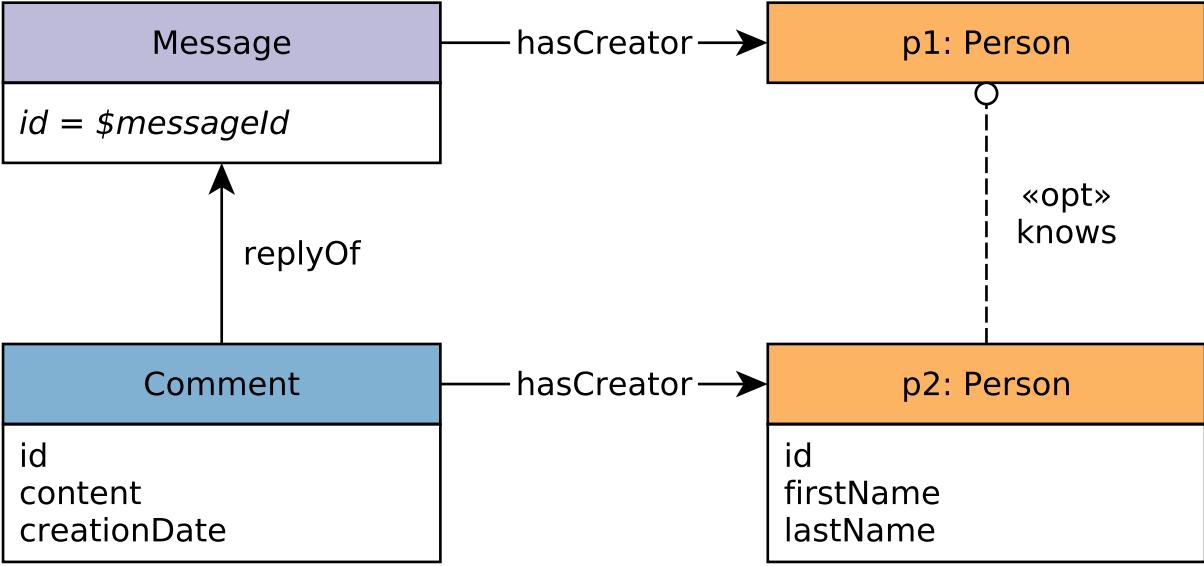 Message
hasCreator
p1: Person
id = $messageId
«opt»
knows
replyOf
Comment
hasCreator
p2: Person
id
content
creationDate
id
firstName
lastName